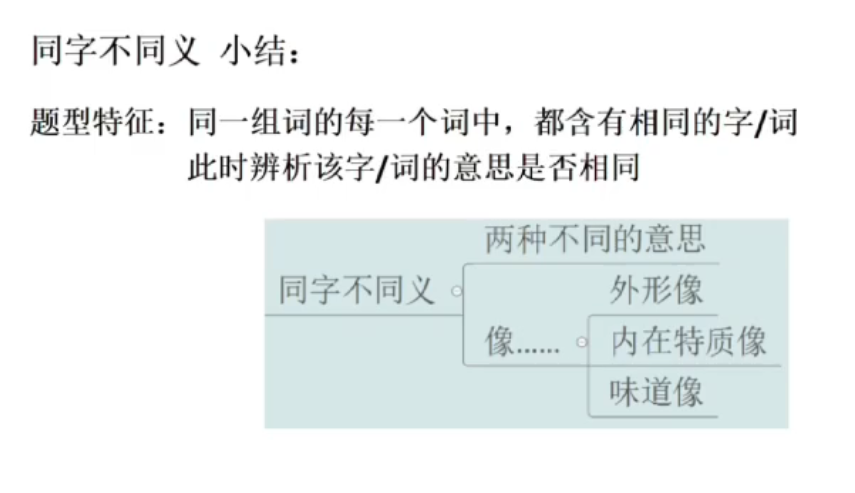 同字不同义 小结：
题型特征：同一组词的每一个词中，都含有相同的字/词
此时辨析该字/词的意思是否相同
两种不同的意思
同字不同义
外形像
像……
内在特质像
味道像